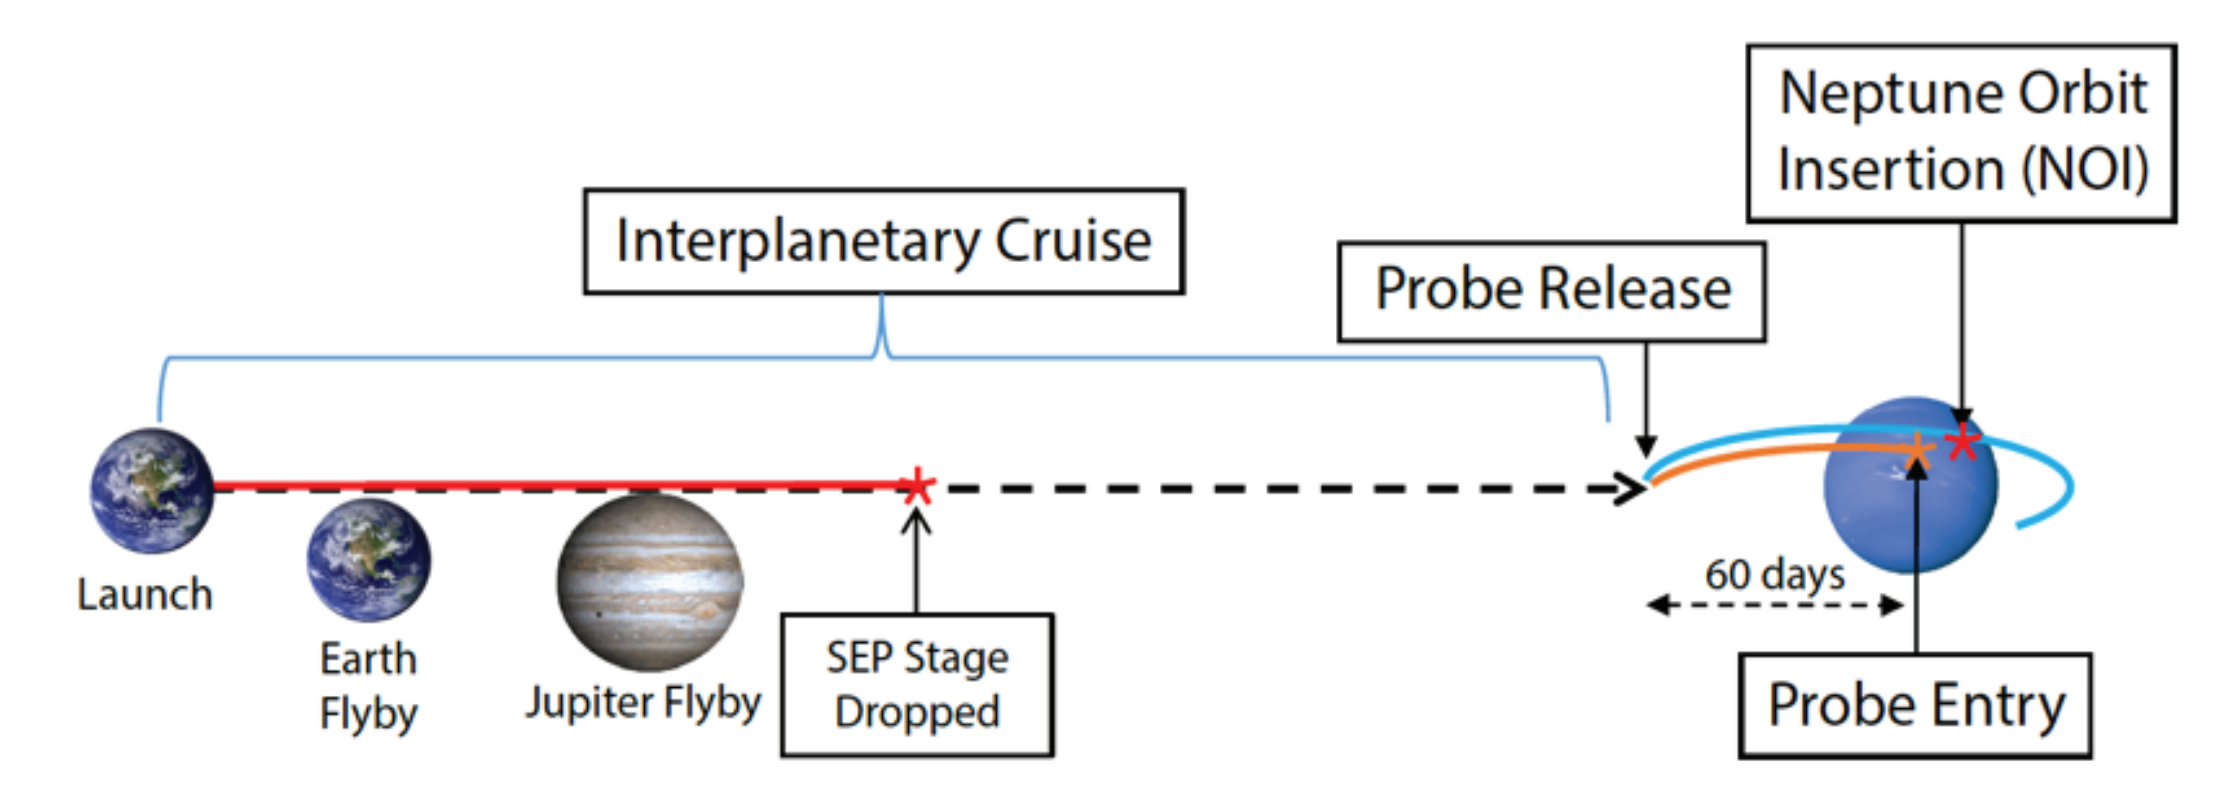 Neptune Orbit
Insertion (NOI)
Interplanetary Cruise
Probe Release
Launch
Earth
Flyby
Jupiter Flyby
SEP Stage
Dropped
60 days
Probe Entry